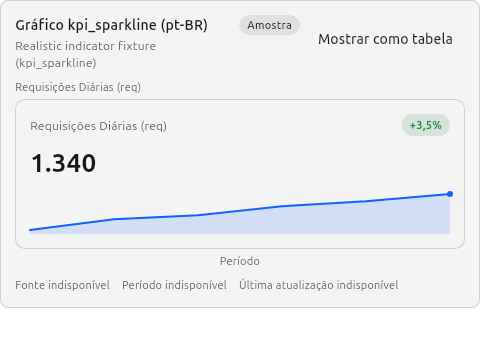 Gráfico kpi_sparkline (pt-BR)
Amostra
Mostrar como tabela
Realistic indicator fixture
(kpi_sparkline)
Requisições Diárias (req)
Requisições Diárias (req)
+3,5%
1.340
Período
Fonte indisponível Período indisponível Última atualização indisponível